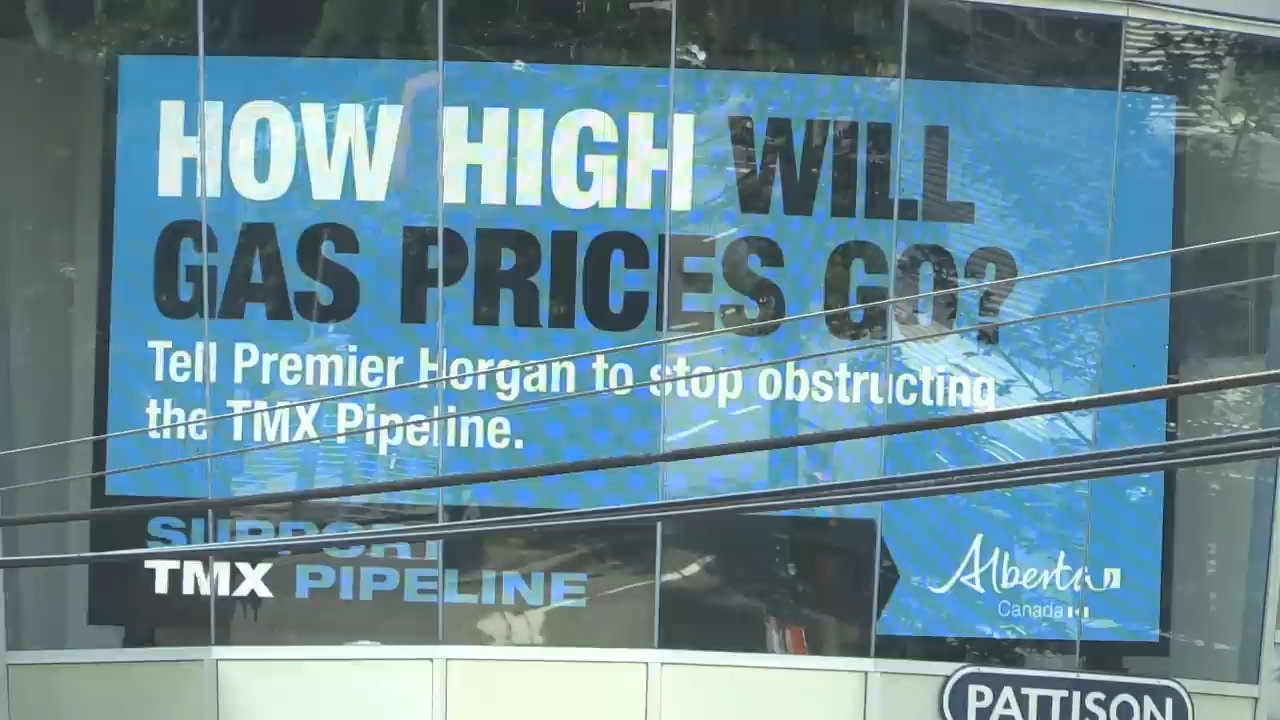 HOW HIGH WILL
GAS PRICES GO?
Tell Premier Horgan to stop obstructing
the TMX Pipeline.
SUPPORT
TMX PIPELINE
Alberta
Canada
PATTISON